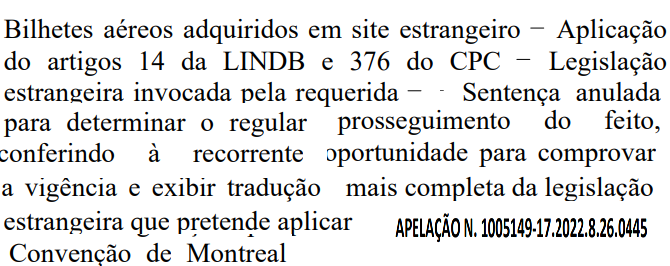 Bilhetes aéreos adquiridos em site estrangeiro − Aplicação
do artigos 14 da LINDB e 376 do CPC − Legislação
estrangeira invocada pela requerida − - Sentença anulada
para determinar o regular prosseguimento do feito,
conferindo à recorrente oportunidade para comprovar
a vigência e exibir tradução mais completa da legislação
estrangeira que pretende aplicar APELAÇÃO N. 1005149-17.2022.8.26.0445
Convenção de Montreal